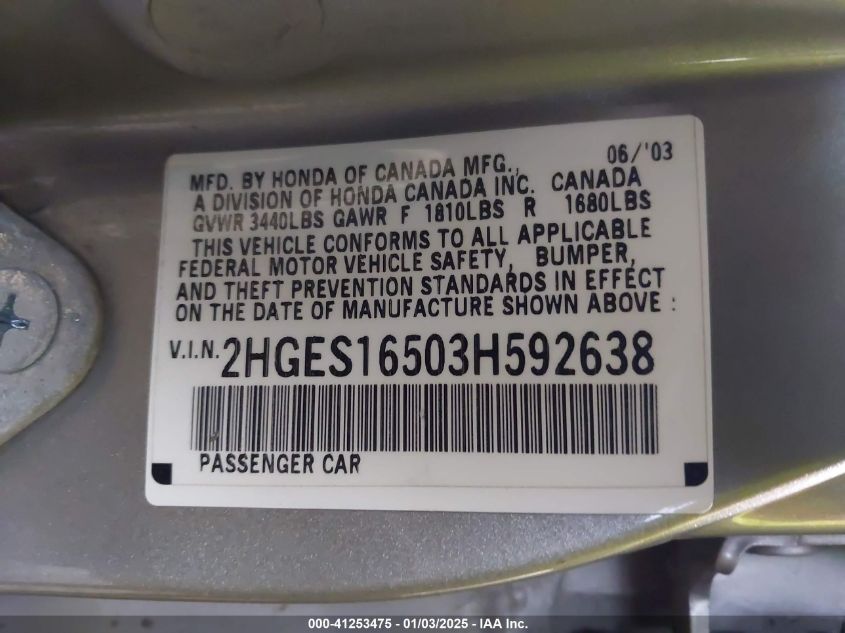 06/'03
MFD. BY HONDA OF CANADA MFG.,
A DIVISION OF HONDA CANADA INC. CANADA
GVWR 3440LBS GAWR F 1810LBS R 1680LBS
THIS VEHICLE CONFORMS TO ALL APPLICABLE
FEDERAL MOTOR VEHICLE SAFETY, BUMPER,
AND THEFT PREVENTION STANDARDS IN EFFECT
ON THE DATE OF MANUFACTURE SHOWN ABOVE :
V.I.N. 2HGES16503H592638
PASSENGER CAR
000-41253475 - 01/03/2025 - IAA Inc.